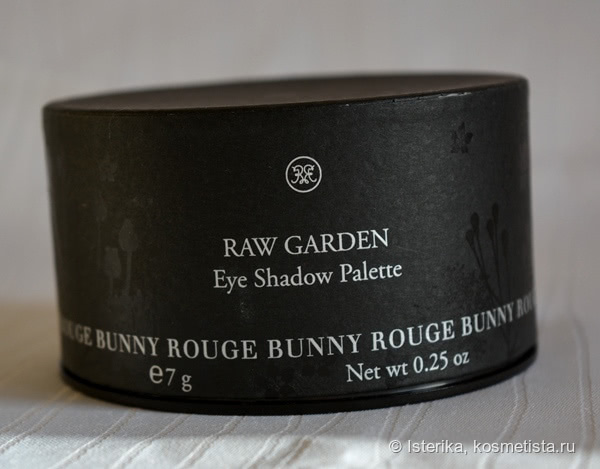 RAW GARDEN
Eye Shadow Palette
ROUGE BUNNY ROUGE BUNNY ROUGE BUNNY
℮7 g
Net wt 0.25 oz
© Isterika, kosmetista.ru